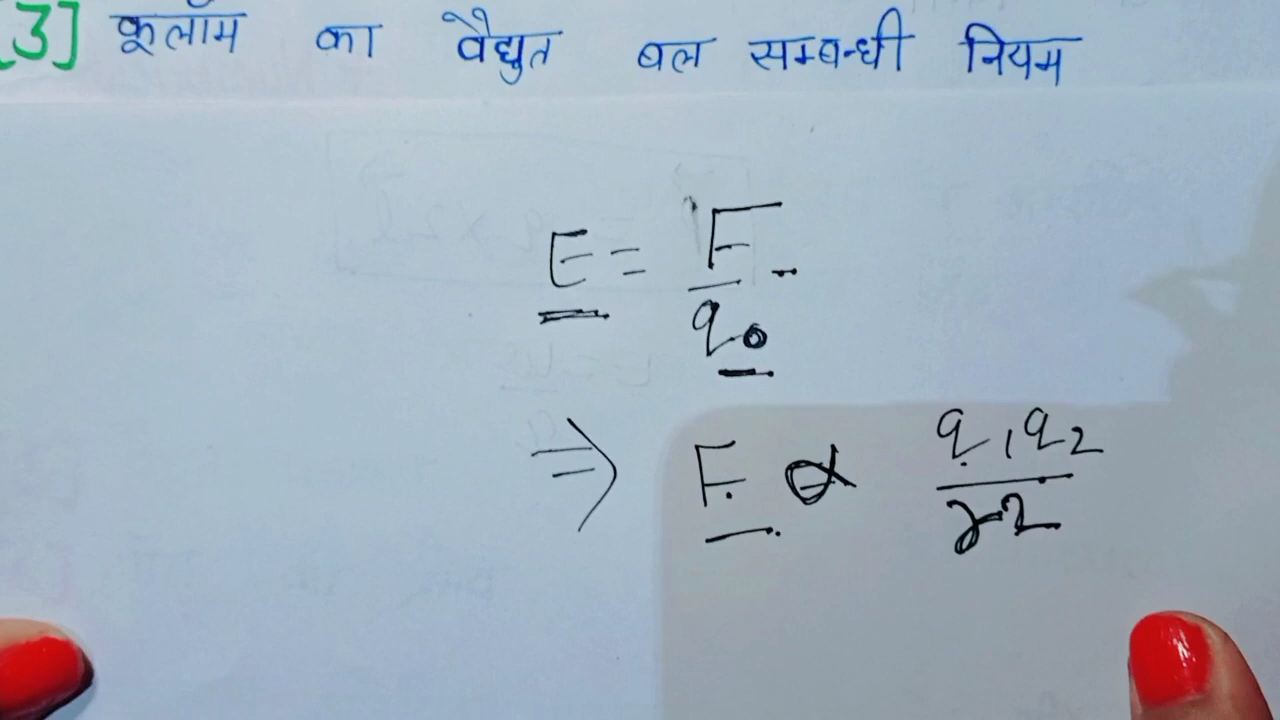 [3] कूलॉम का वैद्युत बल सम्बन्धी नियम
E = F / q₀
⇒ F ∝ q₁q₂ / r²